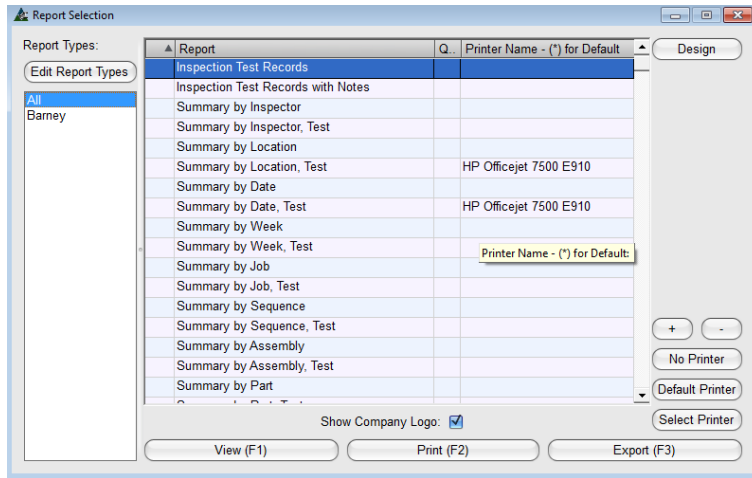 Report Selection
Report Types:
Edit Report Types
All
Barney
Report Q.. Printer Name - (*) for Default
Inspection Test Records
Inspection Test Records with Notes
Summary by Inspector
Summary by Inspector, Test
Summary by Location
Summary by Location, Test HP Officejet 7500 E910
Summary by Date
Summary by Date, Test HP Officejet 7500 E910
Summary by Week
Summary by Week, Test
Printer Name - (*) for Default:
Summary by Job
Summary by Job, Test
Summary by Sequence
Summary by Sequence, Test
Summary by Assembly
Summary by Assembly, Test
Summary by Part
Design
+ -
No Printer
Default Printer
Select Printer
Show Company Logo:
View (F1) Print (F2) Export (F3)